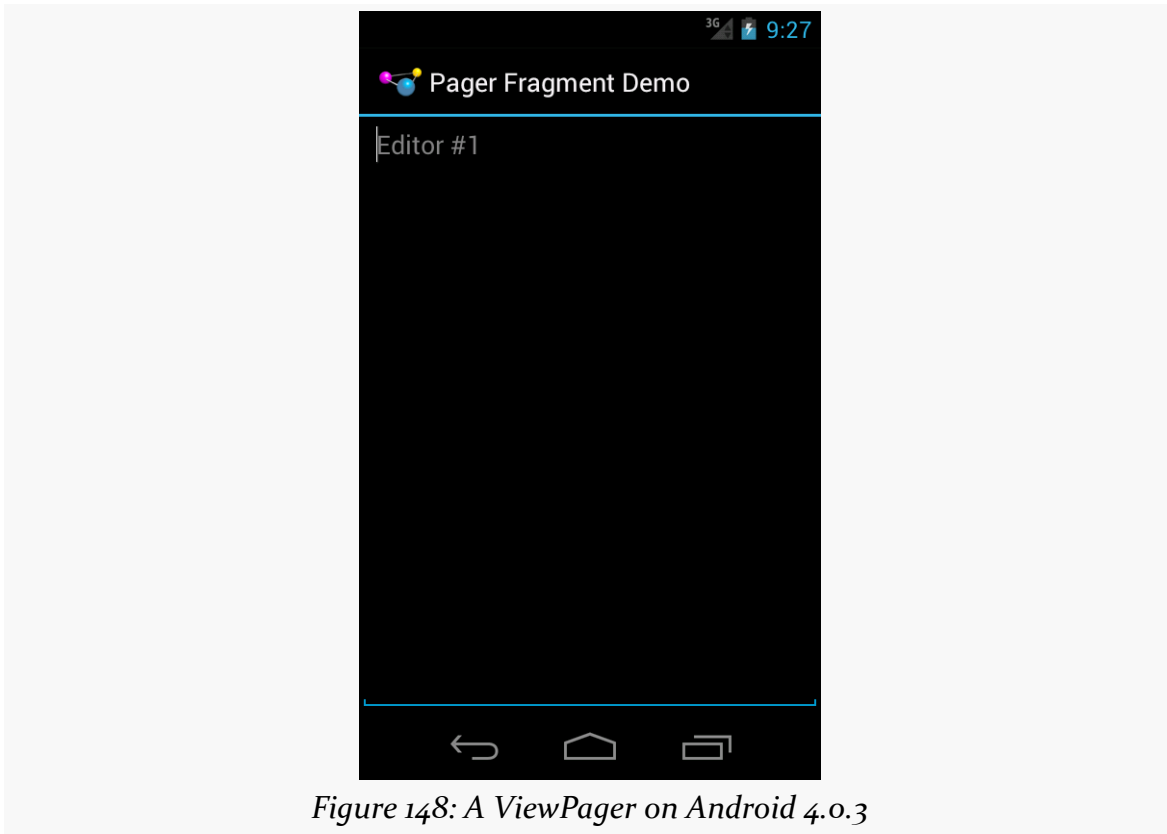 3G 9:27
Pager Fragment Demo
Editor #1
Figure 148: A ViewPager on Android 4.0.3